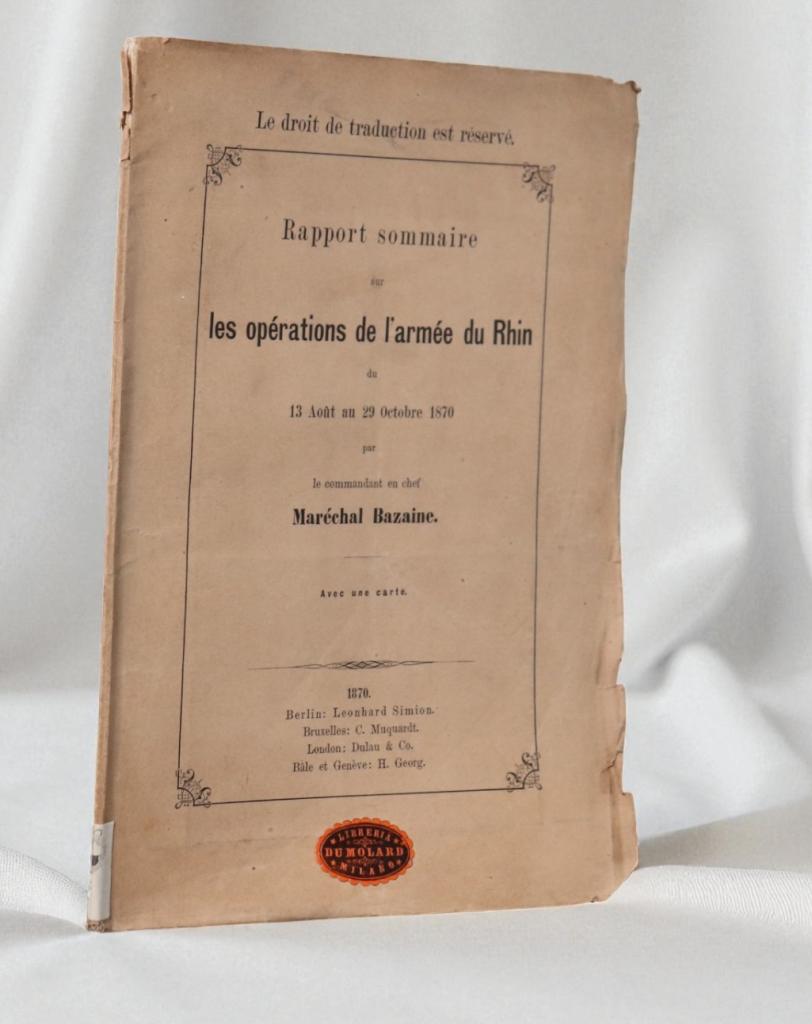 Le droit de traduction est réservé.
Rapport sommaire
sur
les opérations de l'armée du Rhin
du
13 Août au 29 Octobre 1870
par
le commandant en chef
Maréchal Bazaine.
Avec une carte.
1870.
Berlin: Leonhard Simion.
Bruxelles: C. Muquardt.
London: Dulau & Co.
Bâle et Genève: H. Georg.
LIBRERIA
DUMOLARD
MILANO